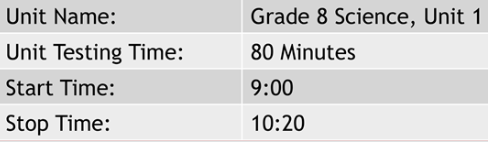 Unit Name: Grade 8 Science, Unit 1
Unit Testing Time: 80 Minutes
Start Time: 9:00
Stop Time: 10:20